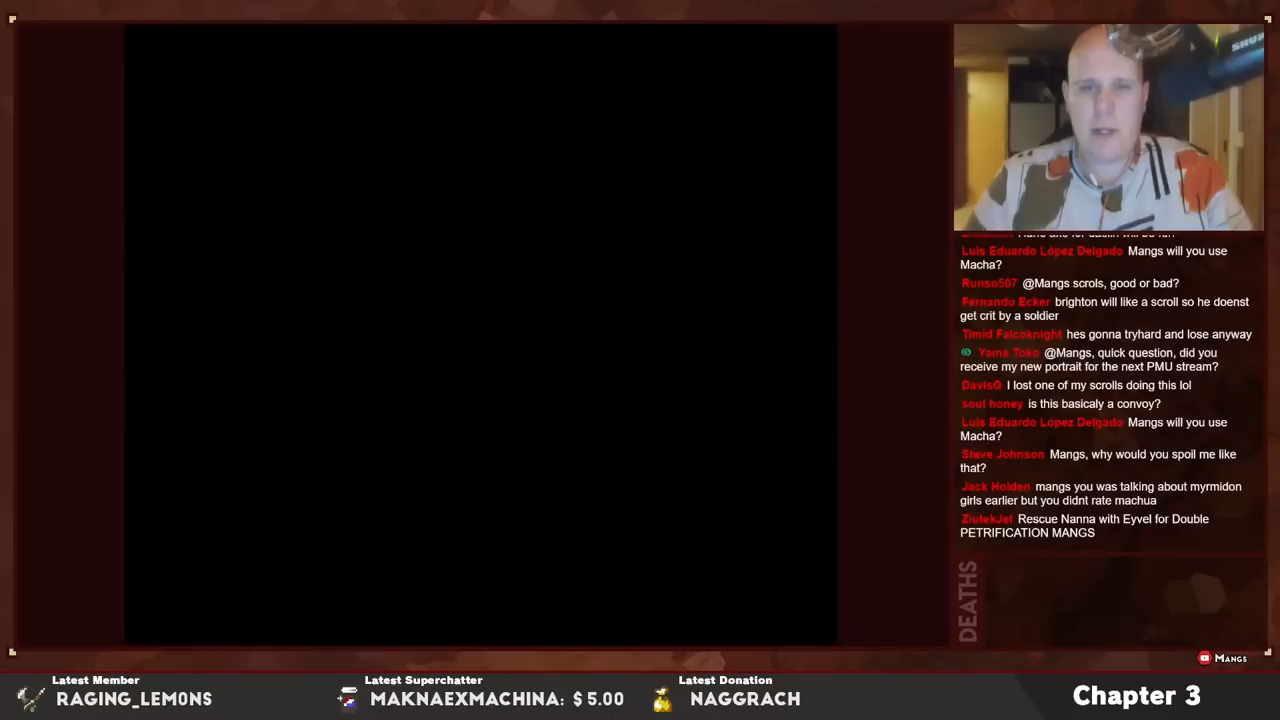 Luis Eduardo López Delgado Mangs will you use
Macha?
Runso507 @Mangs scrols, good or bad?
Fernando Ecker brighton will like a scroll so he doenst
get crit by a soldier
Timid Falcoknight hes gonna tryhard and lose anyway
Yama Toko @Mangs, quick question, did you
receive my new portrait for the next PMU stream?
DavisG I lost one of my scrolls doing this lol
soul honey is this basicaly a convoy?
Luis Eduardo López Delgado Mangs will you use
Macha?
Steve Johnson Mangs, why would you spoil me like
that?
Jack Holden mangs you was talking about myrmidon
girls earlier but you didnt rate machua
ZiutekJet Rescue Nanna with Eyvel for Double
PETRIFICATION MANGS
DEATHS
MANGS
Latest Member
RAGING_LEM0NS
Latest Superchatter
MAKNAEXMACHINA: $5.00
Latest Donation
NAGGRACH
Chapter 3